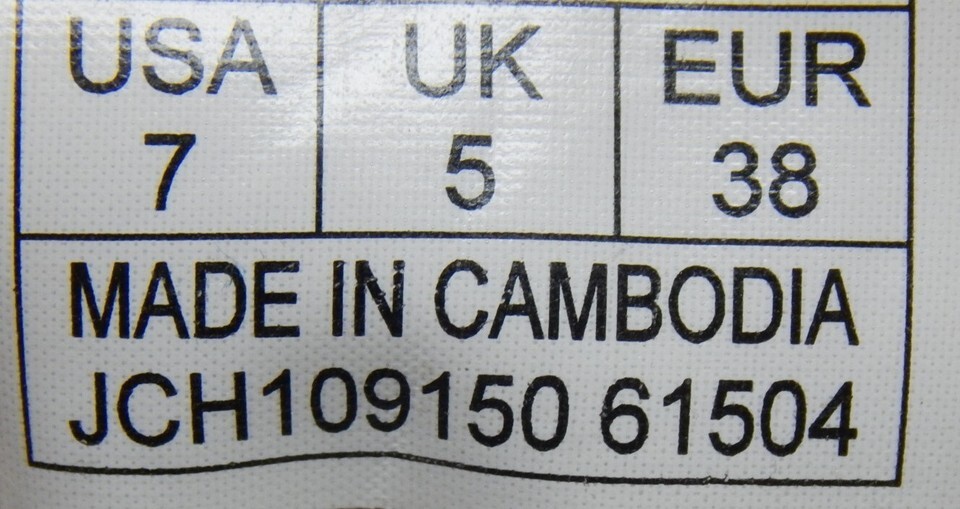 USA UK EUR
7 5 38
MADE IN CAMBODIA
JCH109150 61504